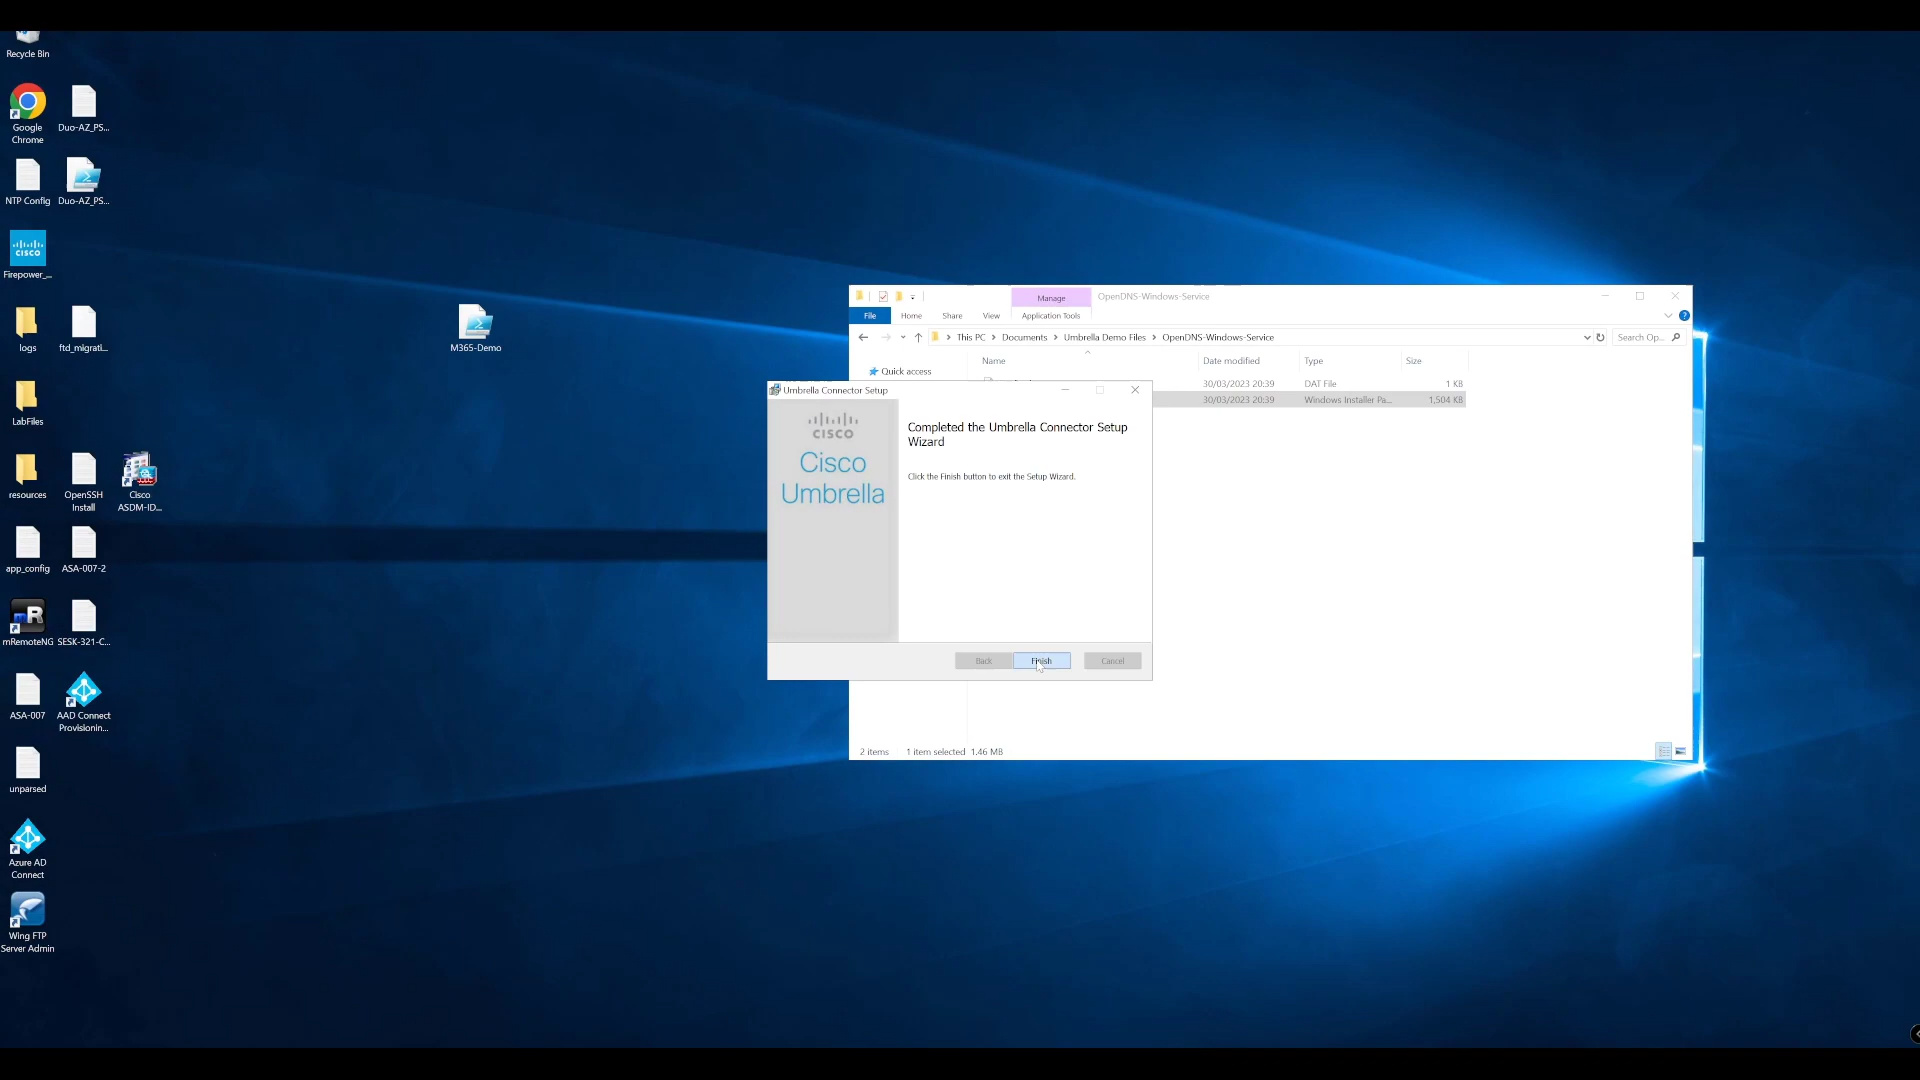 Recycle Bin
Google
Chrome
Duo-AZ_PS...
NTP Config
Duo-AZ_PS...
CISCO
Firepower_...
logs
ftd_migrati...
M365-Demo
LabFiles
resources
OpenSSH
Install
Cisco
ASDM-ID...
app_config
ASA-007-2
mRemoteNG
SESK-321-C...
ASA-007
AAD Connect
Provisionin...
unparsed
Azure AD
Connect
Wing FTP
Server Admin
Manage
OpenDNS-Windows-Service
File
Home
Share
View
Application Tools
This PC > Documents > Umbrella Demo Files > OpenDNS-Windows-Service
Search Op...
Quick access
Name
Date modified
Type
Size
30/03/2023 20:39
DAT File
1 KB
30/03/2023 20:39
Windows Installer Pa...
1,504 KB
2 items
1 item selected 1.46 MB
Umbrella Connector Setup
CISCO
Cisco
Umbrella
Completed the Umbrella Connector Setup
Wizard
Click the Finish button to exit the Setup Wizard.
Back
Finish
Cancel